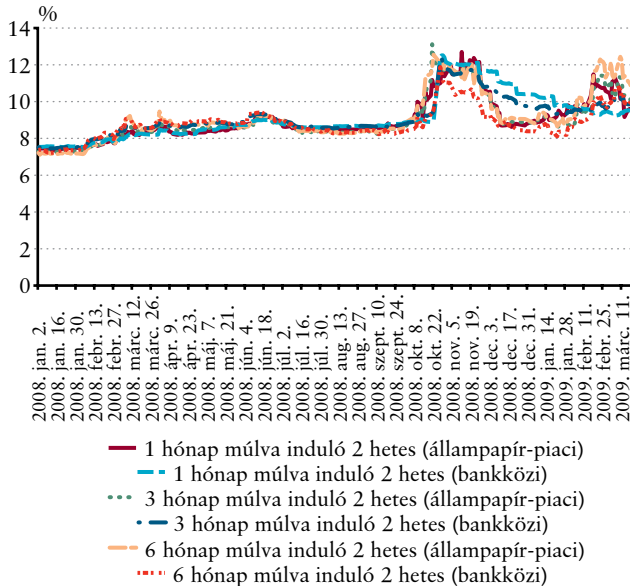 %
14
12
10
8
6
4
2
0
2008. jan. 2.
2008. jan. 16.
2008. jan. 30.
2008. febr. 13.
2008. febr. 27.
2008. márc. 12.
2008. márc. 26.
2008. ápr. 9.
2008. ápr. 23.
2008. máj. 7.
2008. máj. 21.
2008. jún. 4.
2008. jún. 18.
2008. júl. 2.
2008. júl. 16.
2008. júl. 30.
2008. aug. 13.
2008. aug. 27.
2008. szept. 10.
2008. szept. 24.
2008. okt. 8.
2008. okt. 22.
2008. nov. 5.
2008. nov. 19.
2008. dec. 3.
2008. dec. 17.
2008. dec. 31.
2009. jan. 14.
2009. jan. 28.
2009. febr. 11.
2009. febr. 25.
2009. márc. 11.
1 hónap múlva induló 2 hetes (állampapír-piaci)
1 hónap múlva induló 2 hetes (bankközi)
3 hónap múlva induló 2 hetes (állampapír-piaci)
3 hónap múlva induló 2 hetes (bankközi)
6 hónap múlva induló 2 hetes (állampapír-piaci)
6 hónap múlva induló 2 hetes (bankközi)